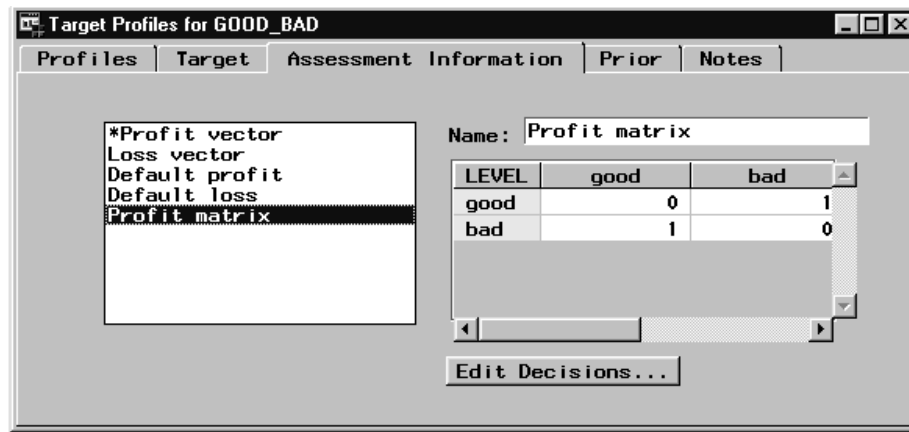 Target Profiles for GOOD_BAD
Profiles Target Assessment Information Prior Notes
*Profit vector
Loss vector
Default profit
Default loss
Profit matrix
Name: Profit matrix
LEVEL good bad
good 0 1
bad 1 0
Edit Decisions...